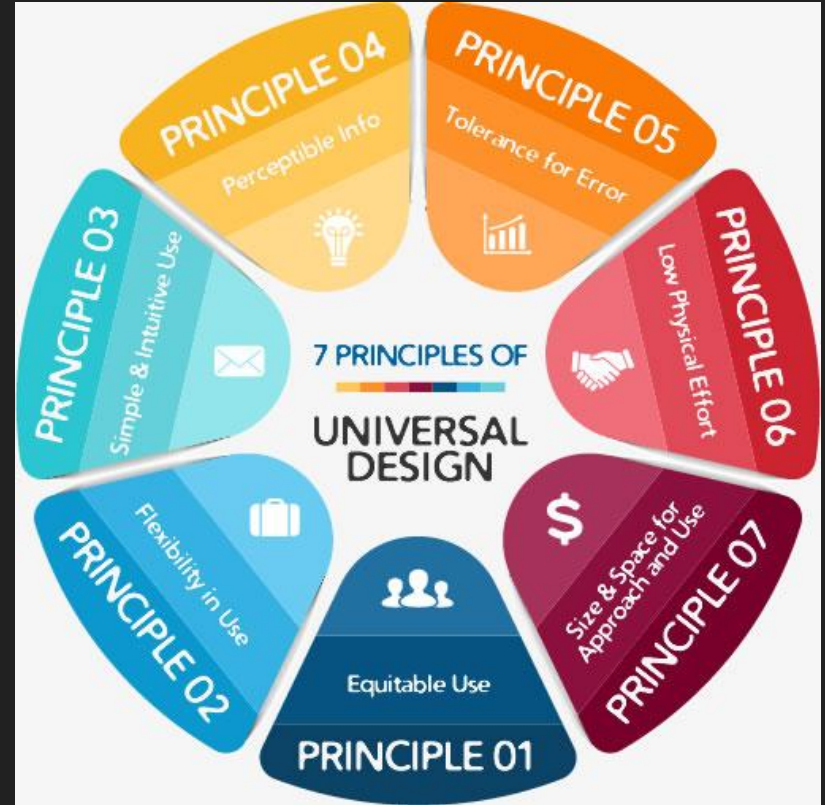 7 PRINCIPLES OF
UNIVERSAL
DESIGN
PRINCIPLE 01
Equitable Use
PRINCIPLE 02
Flexibility in Use
PRINCIPLE 03
Simple & Intuitive Use
PRINCIPLE 04
Perceptible Info
PRINCIPLE 05
Tolerance for Error
PRINCIPLE 06
Low Physical Effort
PRINCIPLE 07
Size & Space for
Approach and Use
$